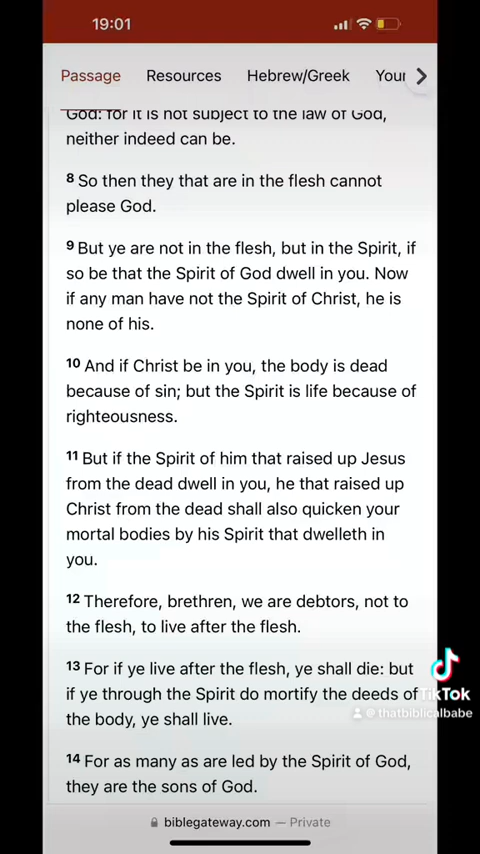 19:01
Passage Resources Hebrew/Greek Your
God: for it is not subject to the law of God,
neither indeed can be.
8 So then they that are in the flesh cannot
please God.
9 But ye are not in the flesh, but in the Spirit, if
so be that the Spirit of God dwell in you. Now
if any man have not the Spirit of Christ, he is
none of his.
10 And if Christ be in you, the body is dead
because of sin; but the Spirit is life because of
righteousness.
11 But if the Spirit of him that raised up Jesus
from the dead dwell in you, he that raised up
Christ from the dead shall also quicken your
mortal bodies by his Spirit that dwelleth in
you.
12 Therefore, brethren, we are debtors, not to
the flesh, to live after the flesh.
13 For if ye live after the flesh, ye shall die: but
if ye through the Spirit do mortify the deeds of
the body, ye shall live.
TikTok
@thatbiblicalbabe
14 For as many as are led by the Spirit of God,
they are the sons of God.
biblegateway.com — Private